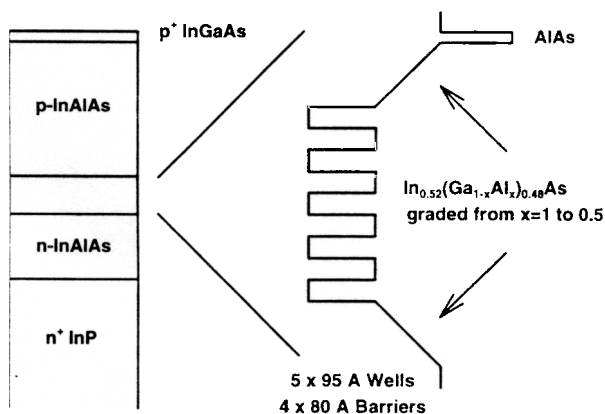 p⁺ InGaAs
AlAs
p-InAlAs
In₀.₅₂(Ga₁₋ₓAlₓ)₀.₄₈As
graded from x=1 to 0.5
n-InAlAs
n⁺ InP
5 x 95 A Wells
4 x 80 A Barriers